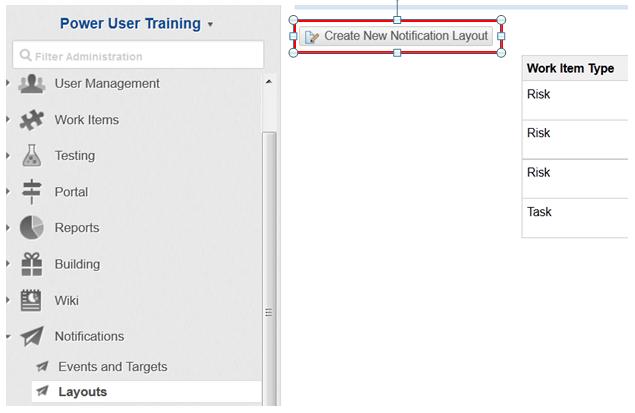 Power User Training
Filter Administration
User Management
Work Items
Testing
Portal
Reports
Building
Wiki
Notifications
Events and Targets
Layouts
Create New Notification Layout
Work Item Type
Risk
Risk
Risk
Task